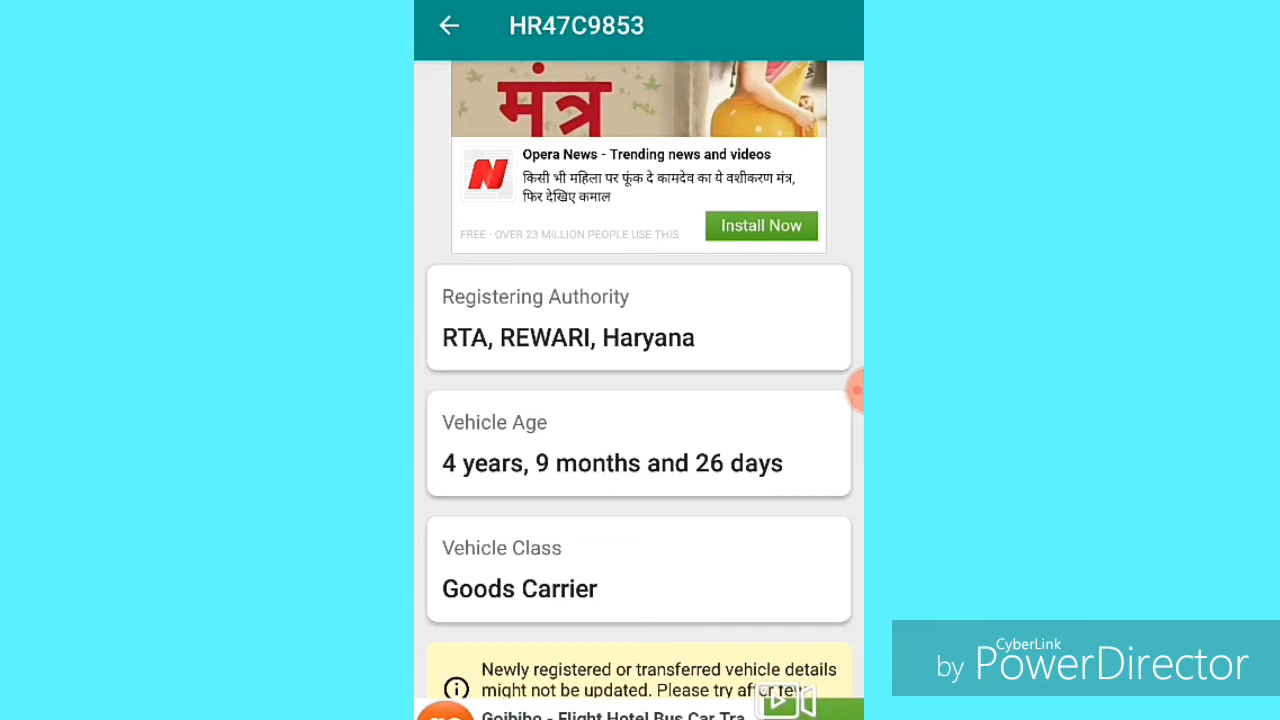 HR47C9853
मंत्र
Opera News - Trending news and videos
किसी भी महिला पर फूंक दे कामदेव का ये वशीकरण मंत्र,
फिर देखिए कमाल
Install Now
FREE · OVER 23 MILLION PEOPLE USE THIS
Registering Authority
RTA, REWARI, Haryana
Vehicle Age
4 years, 9 months and 26 days
Vehicle Class
Goods Carrier
Newly registered or transferred vehicle details
might not be updated. Please try after few
Goibibo - Flight Hotel Bus Car Tra
CyberLink
by PowerDirector